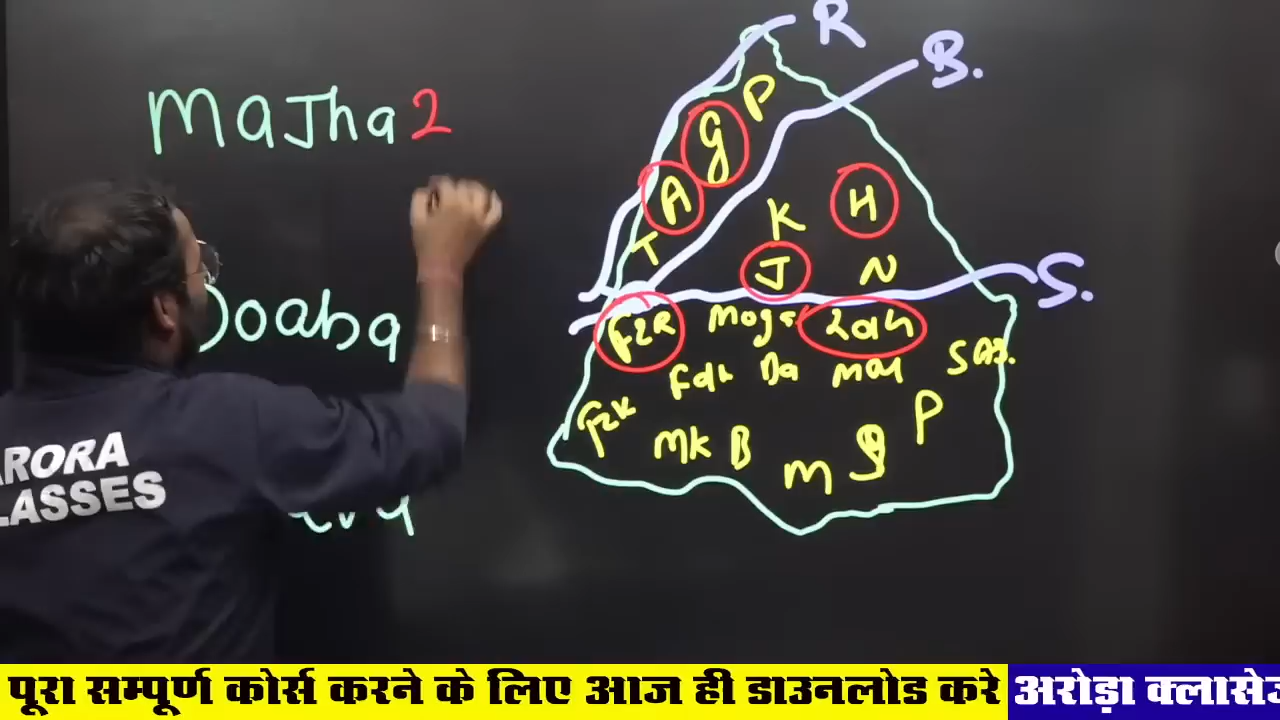 Majha 2
Doaba
R
B.
S.
P
G
A
T
K
H
J
N
FZR
Moga
Ldh
Fdk
Ba
Mal
SAS.
FZK
MK
B
M
P
ARORA
CLASSES
पूरा सम्पूर्ण कोर्स करने के लिए आज ही डाउनलोड करे
अरोड़ा क्लासेज